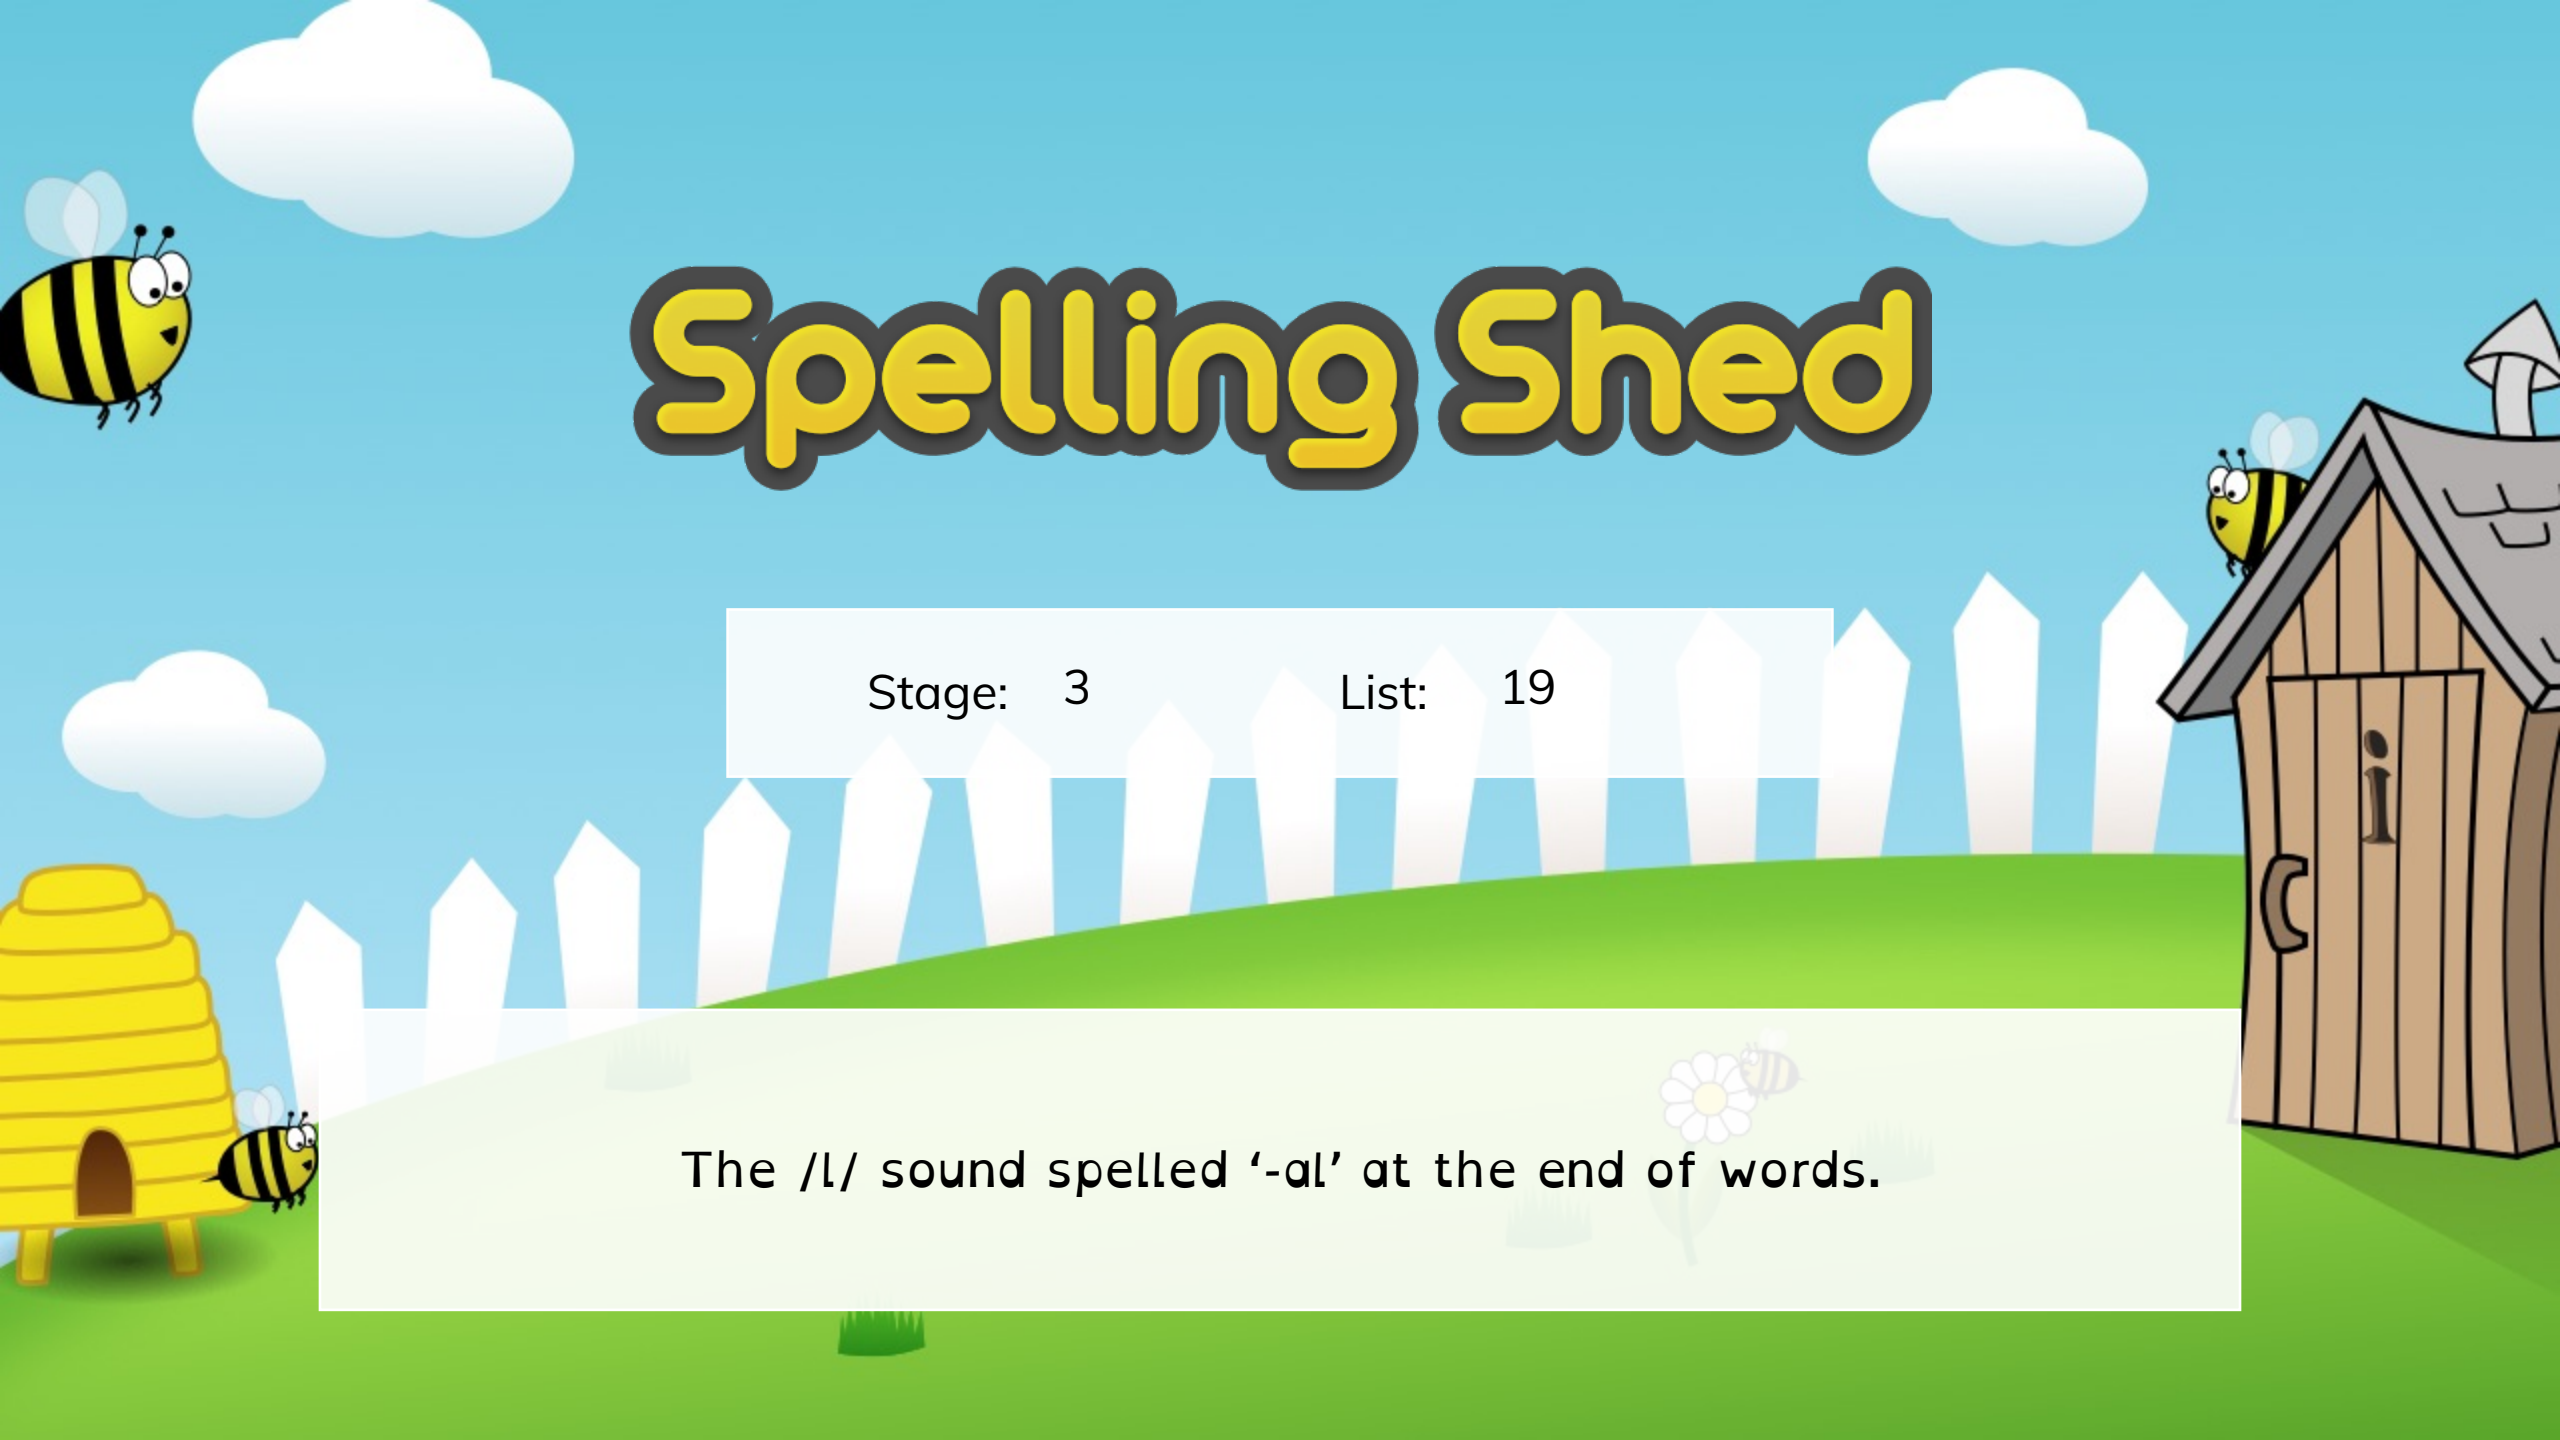 Spelling Shed
Stage: 3 List: 19
The /l/ sound spelled ‘-al’ at the end of words.
i